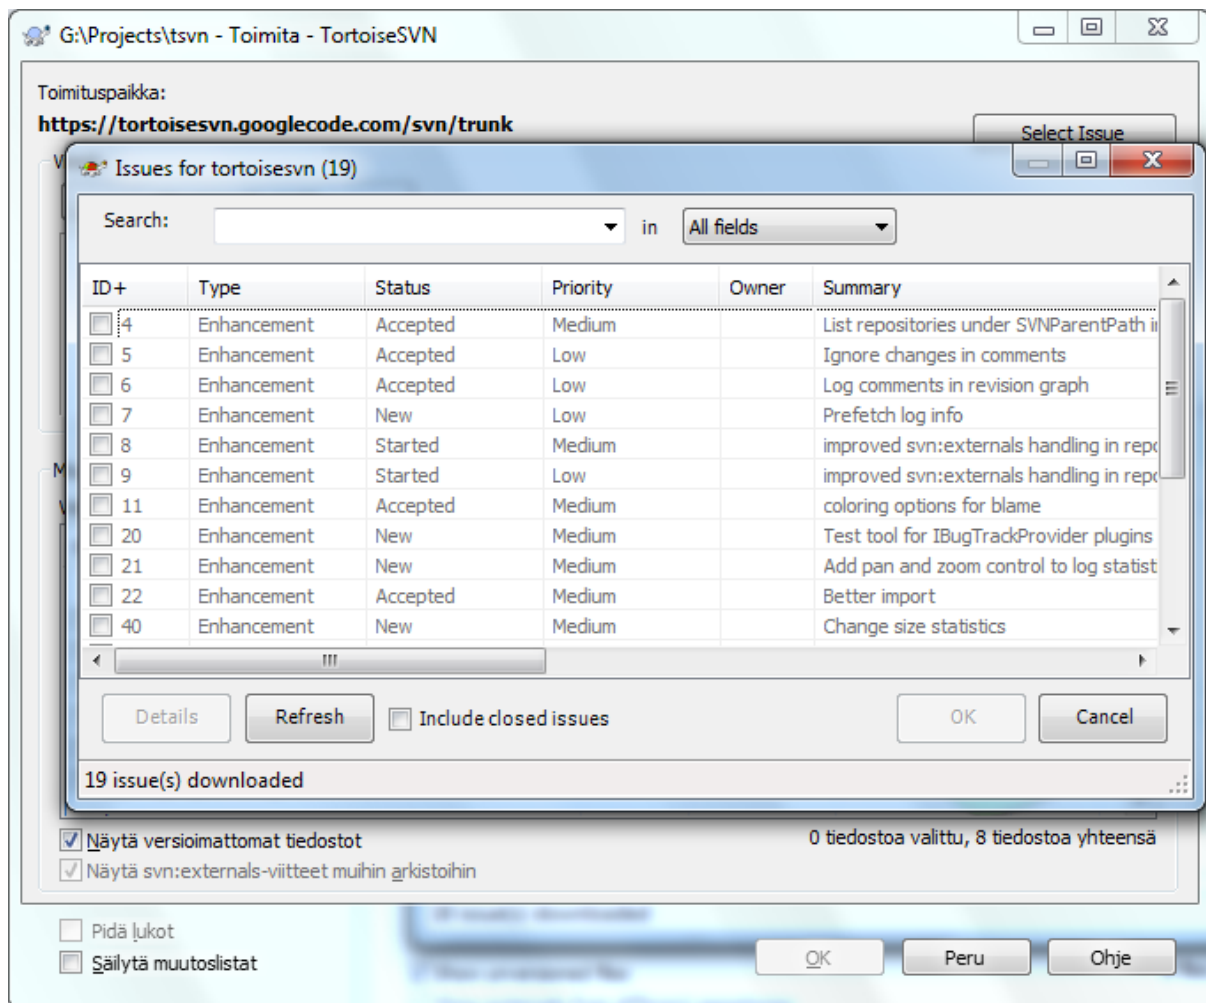 G:\Projects\tsvn - Toimita - TortoiseSVN
Toimituspaikka:
https://tortoisesvn.googlecode.com/svn/trunk
Select Issue
Issues for tortoisesvn (19)
Search: in All fields
ID+ Type Status Priority Owner Summary
4 Enhancement Accepted Medium List repositories under SVNParentPath
5 Enhancement Accepted Low Ignore changes in comments
6 Enhancement Accepted Low Log comments in revision graph
7 Enhancement New Low Prefetch log info
8 Enhancement Started Medium improved svn:externals handling in repo
9 Enhancement Started Low improved svn:externals handling in repo
11 Enhancement Accepted Medium coloring options for blame
20 Enhancement New Medium Test tool for IBugTrackProvider plugins
21 Enhancement New Medium Add pan and zoom control to log statist
22 Enhancement Accepted Medium Better import
40 Enhancement New Medium Change size statistics
Details Refresh Include closed issues OK Cancel
19 issue(s) downloaded
Näytä versioimattomat tiedostot 0 tiedostoa valittu, 8 tiedostoa yhteensä
Näytä svn:externals-viitteet muihin arkistoihin
Pidä lukot
Säilytä muutoslistat
OK Peru Ohje